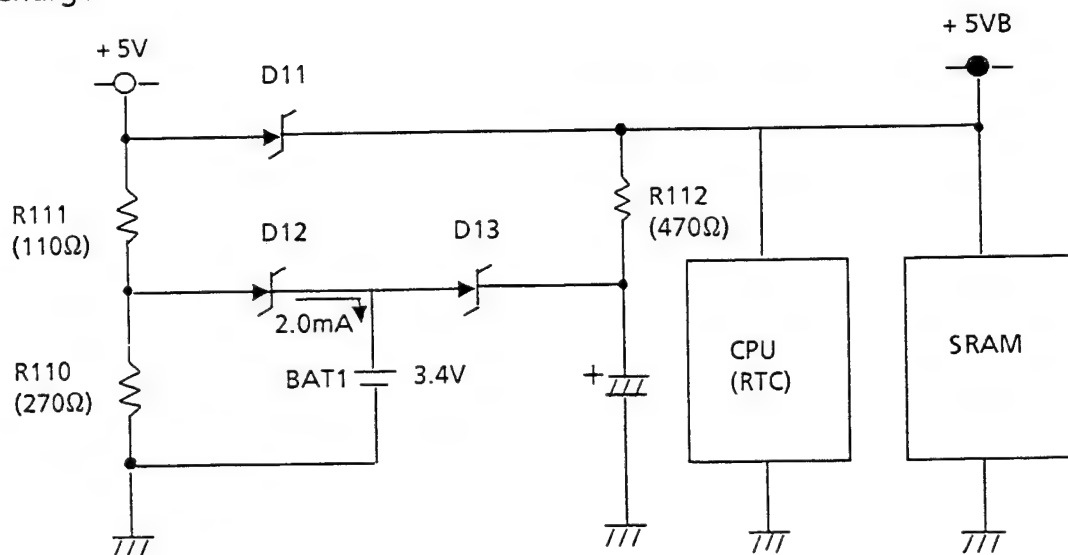 + 5V
+ 5VB
D11
R111
(110Ω)
R112
(470Ω)
D12
D13
2.0mA
R110
(270Ω)
BAT1
3.4V
+
CPU
(RTC)
SRAM